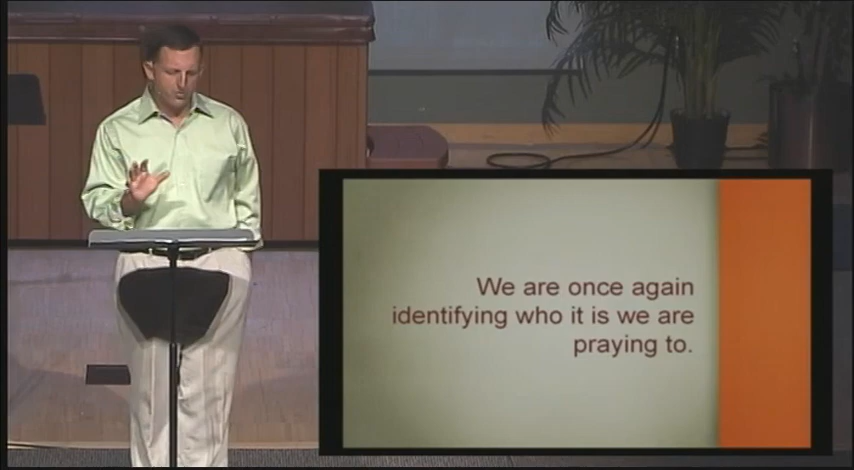 We are once again
identifying who it is we are
praying to.